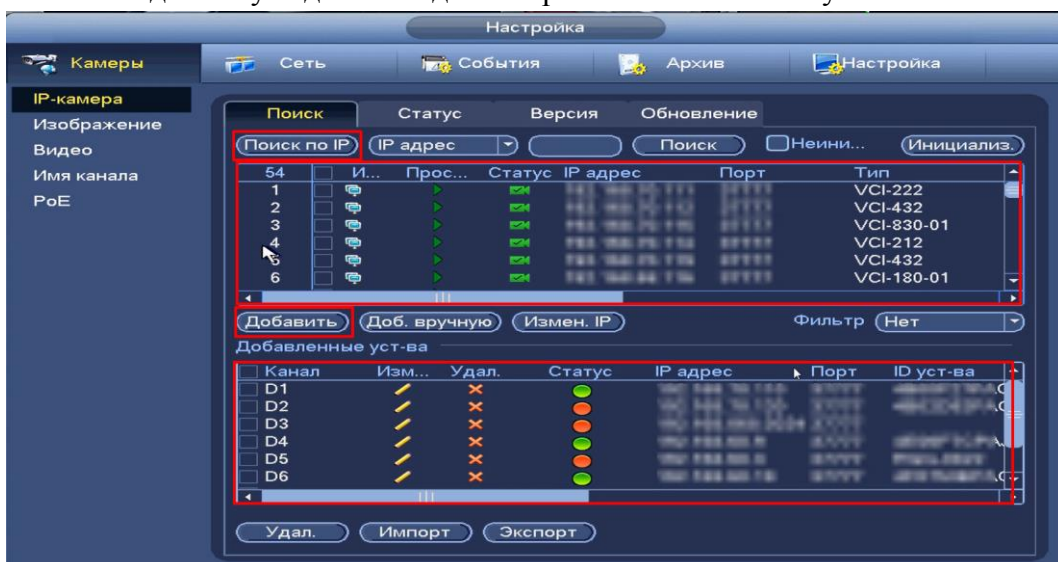 Настройка
Камеры Сеть События Архив Настройка
IP-камера
Изображение
Видео
Имя канала
PoE
Поиск Статус Версия Обновление
Поиск по IP IP адрес Поиск Неини... Инициализ.
54 И... Прос... Статус IP адрес Порт Тип
1 VCI-222
2 VCI-432
3 VCI-830-01
4 VCI-212
5 VCI-432
6 VCI-180-01
Добавить Доб. вручную Измен. IP Фильтр Нет
Добавленные уст-ва
Канал Изм... Удал. Статус IP адрес Порт ID уст-ва
D1
D2
D3
D4
D5
D6
Удал. Импорт Экспорт